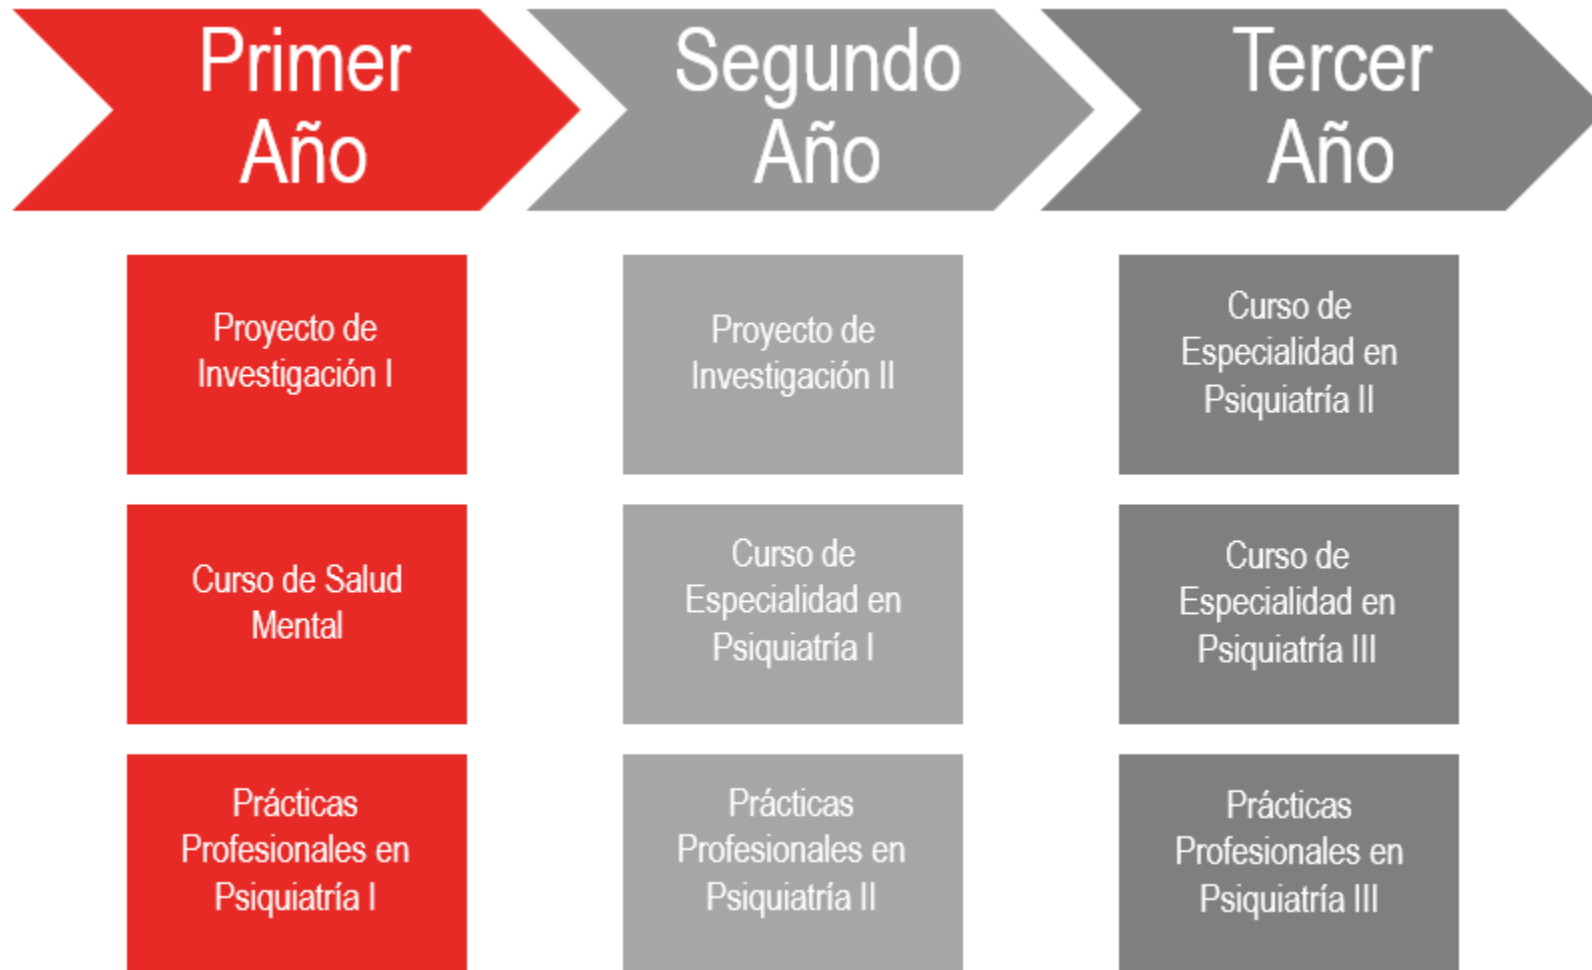 Primer
Año
Segundo
Año
Tercer
Año
Proyecto de
Investigación I
Proyecto de
Investigación II
Curso de
Especialidad en
Psiquiatría II
Curso de Salud
Mental
Curso de
Especialidad en
Psiquiatría I
Curso de
Especialidad en
Psiquiatría III
Prácticas
Profesionales en
Psiquiatría I
Prácticas
Profesionales en
Psiquiatría II
Prácticas
Profesionales en
Psiquiatría III